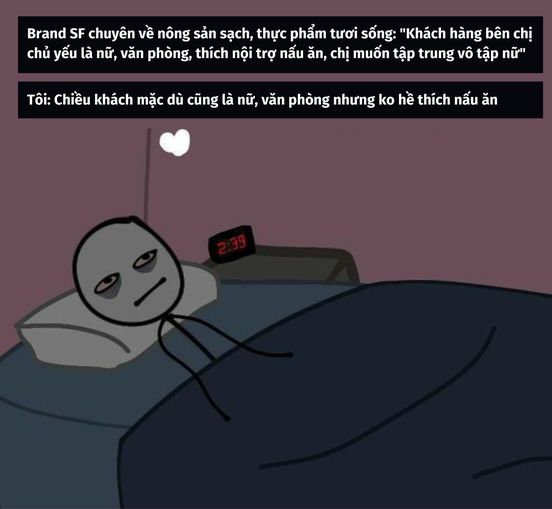 Brand SF chuyên về nông sản sạch, thực phẩm tươi sống: "Khách hàng bên chị
chủ yếu là nữ, văn phòng, thích nội trợ nấu ăn, chị muốn tập trung vô tập nữ"
Tôi: Chiều khách mặc dù cũng là nữ, văn phòng nhưng ko hề thích nấu ăn
2:39